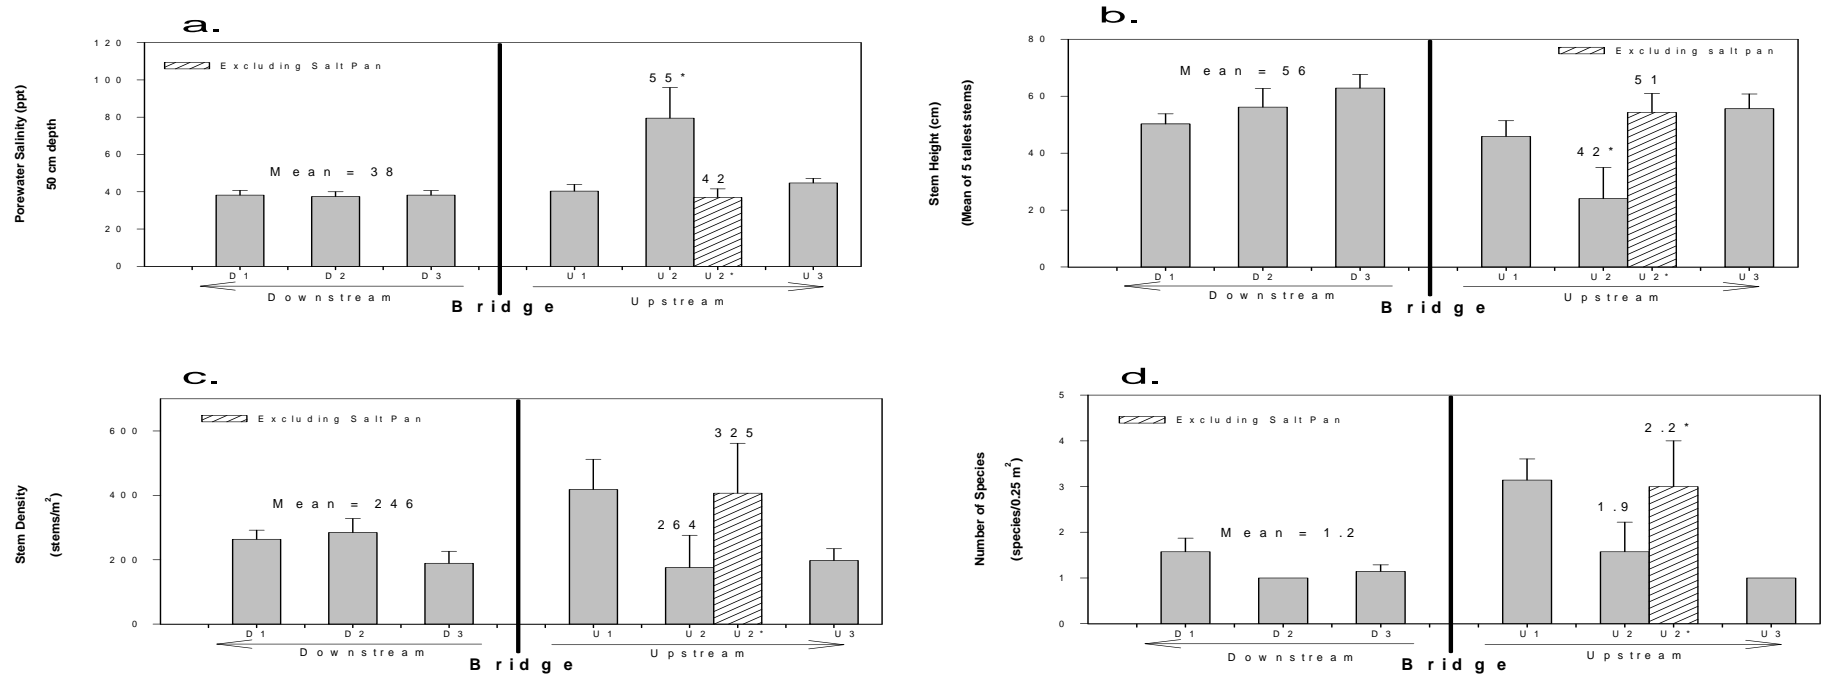 a.
120
100
80
60
40
20
0
Porewater Salinity (ppt)
50 cm depth
Excluding Salt Pan
55*
Mean = 38
42
D1 D2 D3 U1 U2 U2* U3
Downstream Upstream
Bridge
b.
80
60
40
20
0
Stem Height (cm)
(Mean of 5 tallest stems)
Excluding salt pan
Mean = 56
51
42*
D1 D2 D3 U1 U2 U2* U3
Downstream Upstream
Bridge
c.
600
400
200
0
Stem Density
(stems/m²)
Excluding Salt Pan
325
Mean = 246
264
D1 D2 D3 U1 U2 U2* U3
Downstream Upstream
Bridge
d.
5
4
3
2
1
0
Number of Species
(species/0.25 m²)
Excluding Salt Pan
2.2*
1.9
Mean = 1.2
D1 D2 D3 U1 U2 U2* U3
Downstream Upstream
Bridge